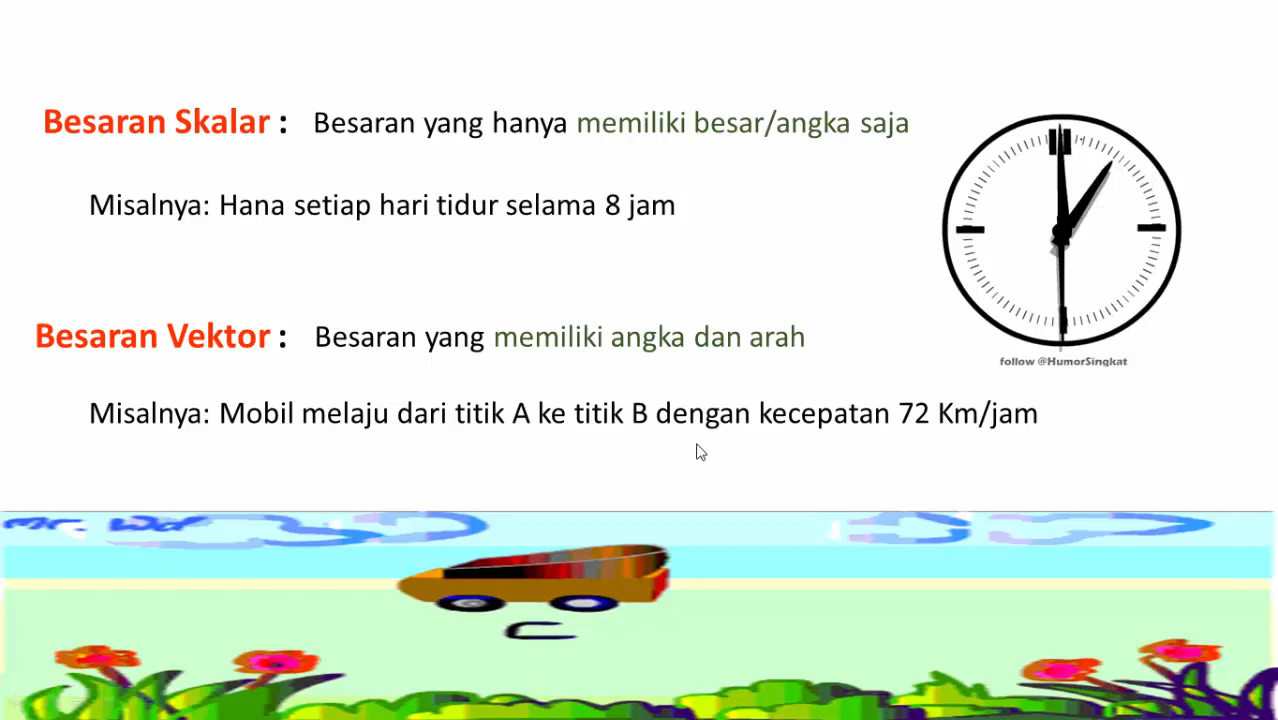 Besaran Skalar : Besaran yang hanya memiliki besar/angka saja
Misalnya: Hana setiap hari tidur selama 8 jam
follow @HumorSingkat
Besaran Vektor : Besaran yang memiliki angka dan arah
Misalnya: Mobil melaju dari titik A ke titik B dengan kecepatan 72 Km/jam
mr.